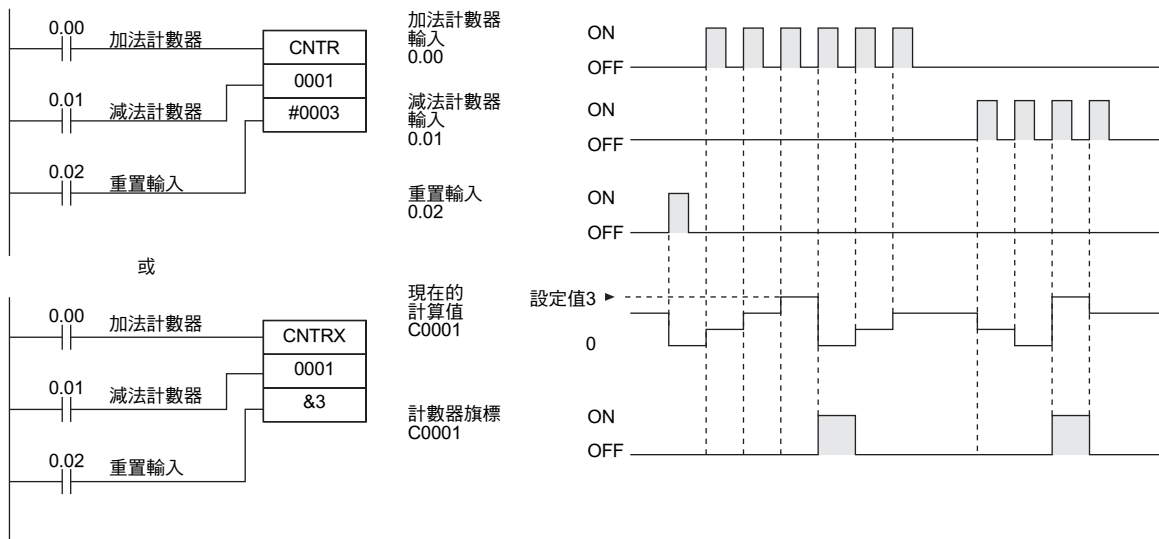 0.00
加法計數器
CNTR
0001
#0003
0.01
減法計數器
0.02
重置輸入
或
0.00
加法計數器
CNTRX
0001
&3
0.01
減法計數器
0.02
重置輸入
加法計數器
輸入
0.00
ON
OFF
減法計數器
輸入
0.01
ON
OFF
重置輸入
0.02
ON
OFF
現在的
計算值
C0001
設定值3
0
計數器旗標
C0001
ON
OFF